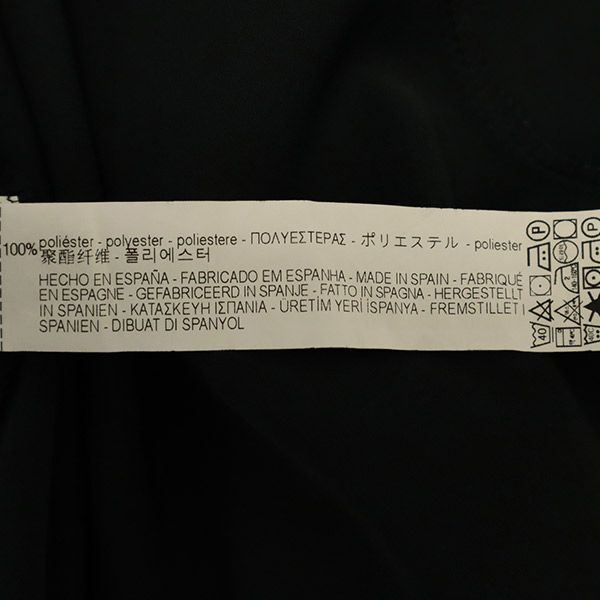 100% poliéster - polyester - poliestere - ΠΟΛΥΕΣΤΕΡΑΣ - ポリエステル - poliester
聚酯纤维 - 폴리에스터
HECHO EN ESPAÑA - FABRICADO EM ESPANHA - MADE IN SPAIN - FABRIQUÉ
EN ESPAGNE - GEFABRICEERD IN SPANJE - FATTO IN SPAGNA - HERGESTELLT
IN SPANIEN - ΚΑΤΑΣΚΕΥΗ ΙΣΠΑΝΙΑ - ÜRETİM YERİ İSPANYA - FREMSTILLET I
SPANIEN - DIBUAT DI SPANYOL
P
40